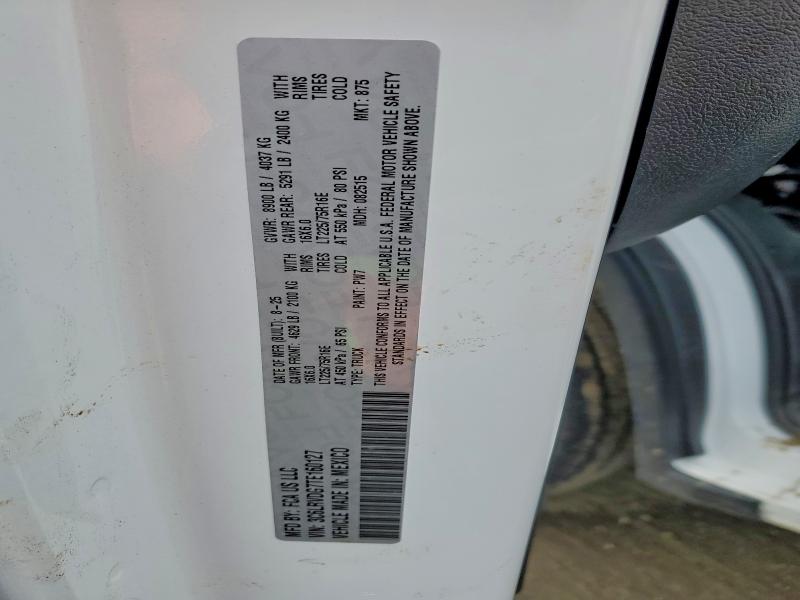 MFD BY: FCA US LLC
DATE OF MFR (BUILT): 8-25
GVWR: 8900 LB / 4037 KG
GAWR FRONT: 4629 LB / 2100 KG WITH
GAWR REAR: 5291 LB / 2400 KG WITH
16X6.0 RIMS
16X6.0 RIMS
LT225/75R16E TIRES
LT225/75R16E TIRES
AT 450 kPa / 65 PSI COLD
AT 550 kPa / 80 PSI COLD
VIN: 3C6LRVDG7TE160127
TYPE: TRUCK
PAINT: PW7
MDH: 082515
MKT: 875
VEHICLE MADE IN: MEXICO
THIS VEHICLE CONFORMS TO ALL APPLICABLE U.S.A. FEDERAL MOTOR VEHICLE SAFETY
STANDARDS IN EFFECT ON THE DATE OF MANUFACTURE SHOWN ABOVE.